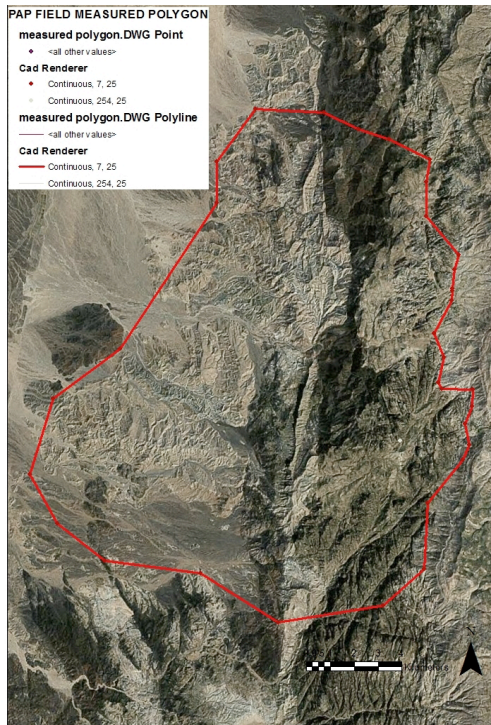 PAP FIELD MEASURED POLYGON
measured polygon.DWG Point
<all other values>
Cad Renderer
Continuous, 7, 25
Continuous, 254, 25
measured polygon.DWG Polyline
<all other values>
Cad Renderer
Continuous, 7, 25
Continuous, 254, 25
Kilometers